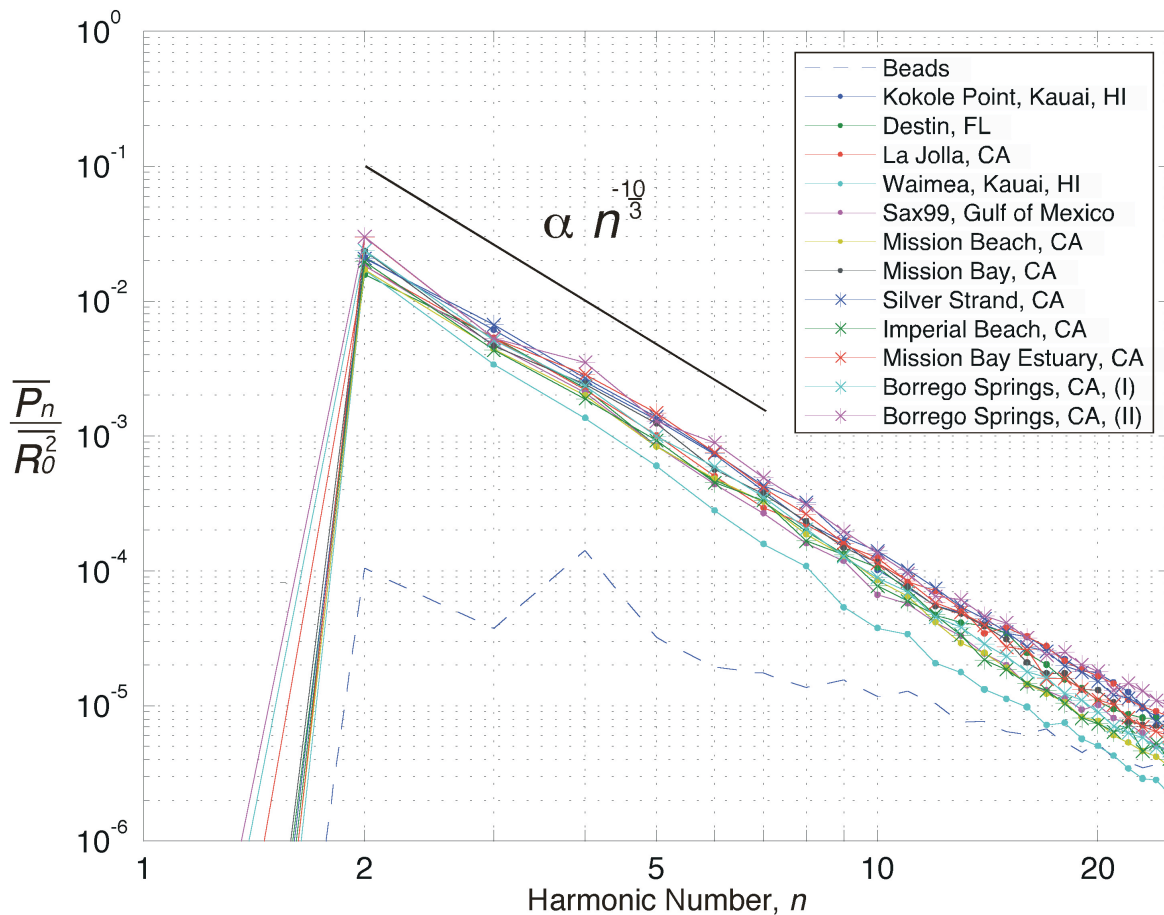 10^0
10^-1
10^-2
10^-3
10^-4
10^-5
10^-6
P_n
R_0^2
α n^-10/3
Beads
Kokole Point, Kauai, HI
Destin, FL
La Jolla, CA
Waimea, Kauai, HI
Sax99, Gulf of Mexico
Mission Beach, CA
Mission Bay, CA
Silver Strand, CA
Imperial Beach, CA
Mission Bay Estuary, CA
Borrego Springs, CA, (I)
Borrego Springs, CA, (II)
1 2 5 10 20
Harmonic Number, n